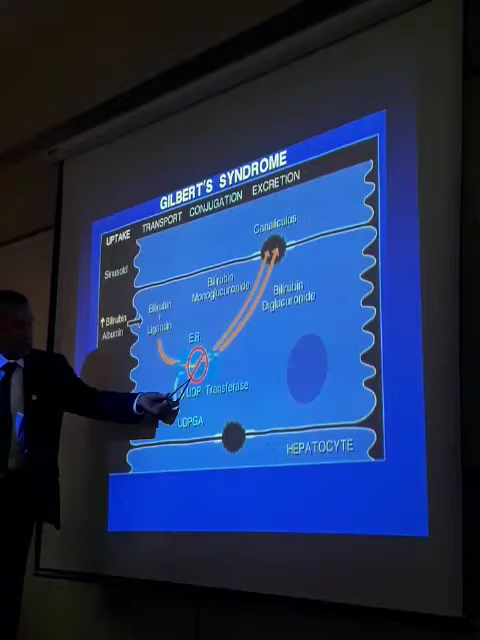 GILBERT'S SYNDROME
UPTAKE TRANSPORT CONJUGATION EXCRETION
Canaliculus
Sinusoid
Bilirubin
Monoglucuronide
Bilirubin
Diglucuronide
↑ Bilirubin
Albumin
Bilirubin
+
Ligandin
E.R.
UDP Transferase
UDPGA
HEPATOCYTE